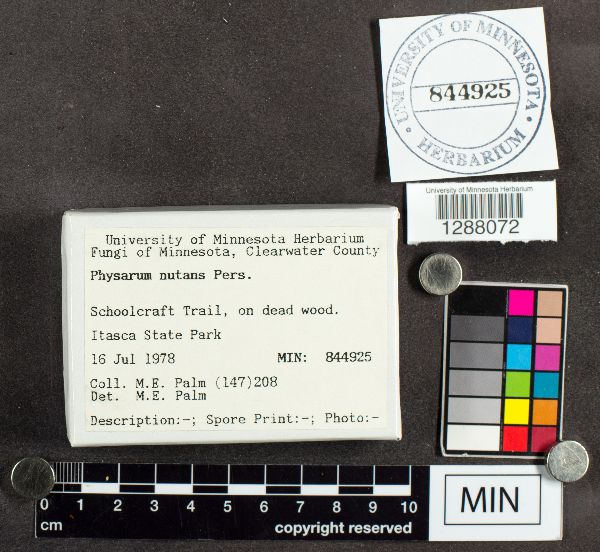 UNIVERSITY OF MINNESOTA
844925
HERBARIUM
University of Minnesota Herbarium
1288072
University of Minnesota Herbarium
Fungi of Minnesota, Clearwater County
Physarum nutans Pers.
Schoolcraft Trail, on dead wood.
Itasca State Park
16 Jul 1978 MIN: 844925
Coll. M.E. Palm (147)208
Det. M.E. Palm
Description:-; Spore Print:-; Photo:-
0 1 2 3 4 5 6 7 8 9 10
cm copyright reserved
MIN